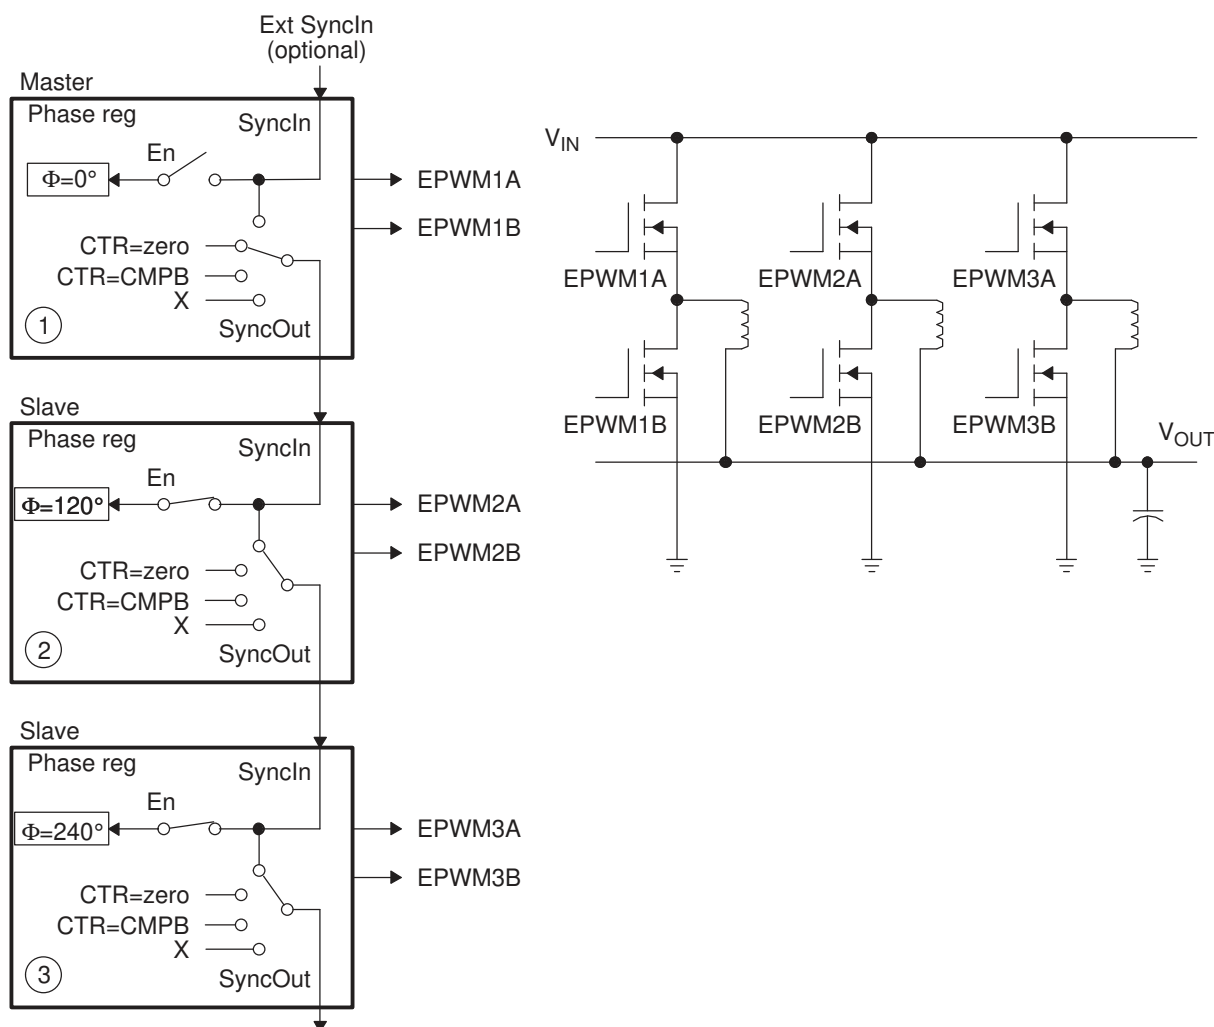 Ext SyncIn
(optional)
Master
Phase reg
SyncIn
En
Φ=0°
EPWM1A
EPWM1B
CTR=zero
CTR=CMPB
X
1
SyncOut
Slave
Phase reg
SyncIn
En
Φ=120°
EPWM2A
EPWM2B
CTR=zero
CTR=CMPB
X
2
SyncOut
Slave
Phase reg
SyncIn
En
Φ=240°
EPWM3A
EPWM3B
CTR=zero
CTR=CMPB
X
3
SyncOut
VIN
EPWM1A
EPWM2A
EPWM3A
EPWM1B
EPWM2B
EPWM3B
VOUT